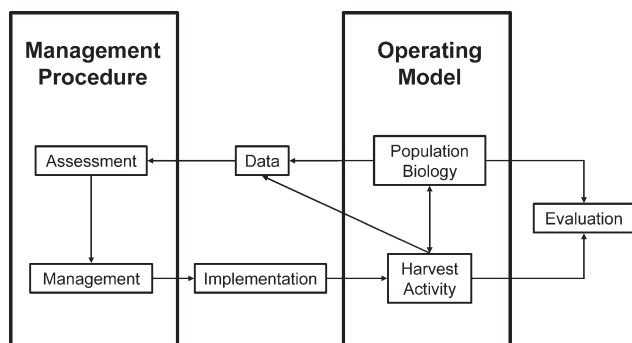 Management
Procedure
Operating
Model
Assessment
Data
Population
Biology
Evaluation
Management
Implementation
Harvest
Activity